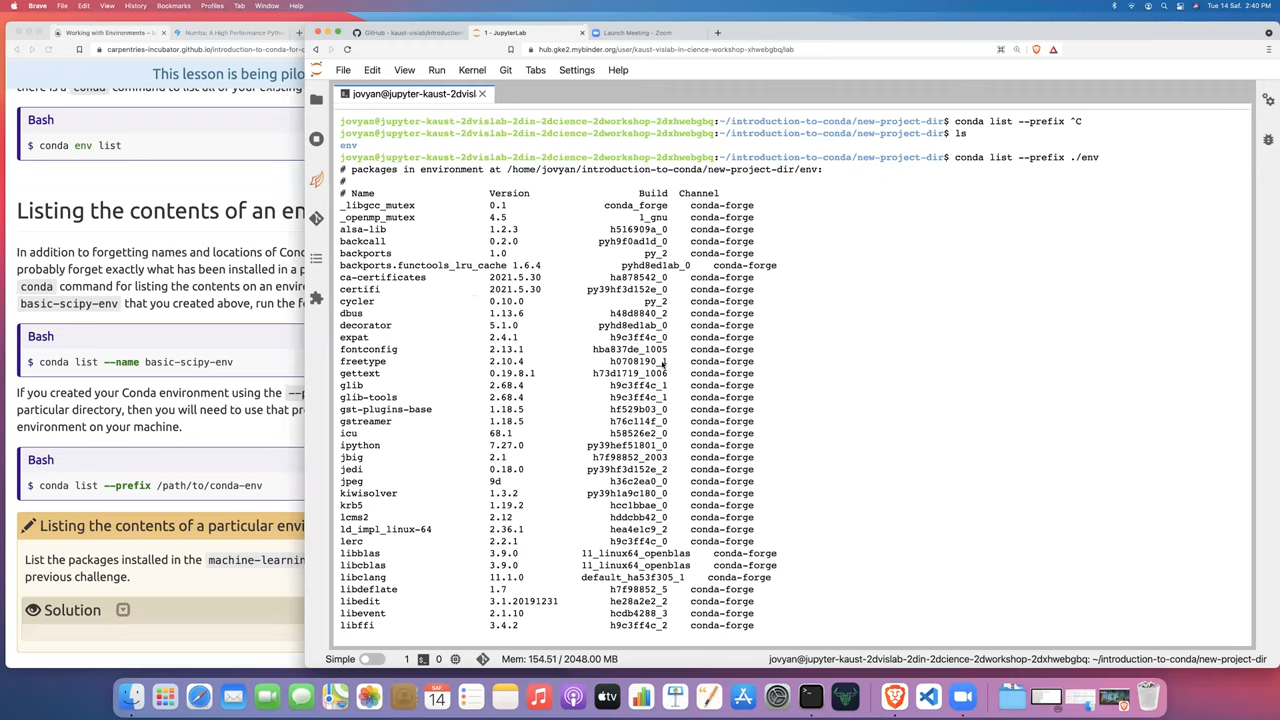 Brave File Edit View History Bookmarks Profiles Tab Window Help
Tue 14 Saf. 2:40 PM
Working with Environments
Numba: A High Performance Pyth
carpentries-incubator.github.io/introduction-to-conda-for-
This lesson is being pilo
there is a conda command to list all of your existing
Bash
$ conda env list
Listing the contents of an en
In addition to forgetting names and locations of Cond
probably forget exactly what has been installed in a p
conda command for listing the contents on an enviro
basic-scipy-env that you created above, run the fo
Bash
$ conda list --name basic-scipy-env
If you created your Conda environment using the --p
particular directory, then you will need to use that pre
environment on your machine.
Bash
$ conda list --prefix /path/to/conda-env
Listing the contents of a particular envi
List the packages installed in the machine-learnin
previous challenge.
Solution
GitHub - kaust-vislab/introduction
1 - JupyterLab
Launch Meeting - Zoom
hub.gke2.mybinder.org/user/kaust-vislab-in-cience-workshop-xhwebgbq/lab
File Edit View Run Kernel Git Tabs Settings Help
jovyan@jupyter-kaust-2dvisl
jovyan@jupyter-kaust-2dvislab-2din-2dcience-2dworkshop-2dxhwebgbq:~/introduction-to-conda/new-project-dir$ conda list --prefix ^C
jovyan@jupyter-kaust-2dvislab-2din-2dcience-2dworkshop-2dxhwebgbq:~/introduction-to-conda/new-project-dir$ ls
env
jovyan@jupyter-kaust-2dvislab-2din-2dcience-2dworkshop-2dxhwebgbq:~/introduction-to-conda/new-project-dir$ conda list --prefix ./env
# packages in environment at /home/jovyan/introduction-to-conda/new-project-dir/env:
#
# Name Version Build Channel
_libgcc_mutex 0.1 conda_forge conda-forge
_openmp_mutex 4.5 1_gnu conda-forge
alsa-lib 1.2.3 h516909a_0 conda-forge
backcall 0.2.0 pyh9f0ad1d_0 conda-forge
backports 1.0 py_2 conda-forge
backports.functools_lru_cache 1.6.4 pyhd8ed1ab_0 conda-forge
ca-certificates 2021.5.30 ha878542_0 conda-forge
certifi 2021.5.30 py39hf3d152e_0 conda-forge
cycler 0.10.0 py_2 conda-forge
dbus 1.13.6 h48d8840_2 conda-forge
decorator 5.1.0 pyhd8ed1ab_0 conda-forge
expat 2.4.1 h9c3ff4c_0 conda-forge
fontconfig 2.13.1 hba837de_1005 conda-forge
freetype 2.10.4 h0708190_1 conda-forge
gettext 0.19.8.1 h73d1719_1006 conda-forge
glib 2.68.4 h9c3ff4c_1 conda-forge
glib-tools 2.68.4 h9c3ff4c_1 conda-forge
gst-plugins-base 1.18.5 hf529b03_0 conda-forge
gstreamer 1.18.5 h76c114f_0 conda-forge
icu 68.1 h58526e2_0 conda-forge
ipython 7.27.0 py39hef51801_0 conda-forge
jbig 2.1 h7f98852_2003 conda-forge
jedi 0.18.0 py39hf3d152e_2 conda-forge
jpeg 9d h36c2ea0_0 conda-forge
kiwisolver 1.3.2 py39h1a9c180_0 conda-forge
krb5 1.19.2 hcc1bbae_0 conda-forge
lcms2 2.12 hddcbb42_0 conda-forge
ld_impl_linux-64 2.36.1 hea4e1c9_2 conda-forge
lerc 2.2.1 h9c3ff4c_0 conda-forge
libblas 3.9.0 11_linux64_openblas conda-forge
libcblas 3.9.0 11_linux64_openblas conda-forge
libclang 11.1.0 default_ha53f305_1 conda-forge
libdeflate 1.7 h7f98852_5 conda-forge
libedit 3.1.20191231 he28a2e2_2 conda-forge
libevent 2.1.10 hcdb4288_3 conda-forge
libffi 3.4.2 h9c3ff4c_2 conda-forge
Simple 1 0 Mem: 154.51 / 2048.00 MB
jovyan@jupyter-kaust-2dvislab-2din-2dcience-2dworkshop-2dxhwebgbq: ~/introduction-to-conda/new-project-dir
14
tv